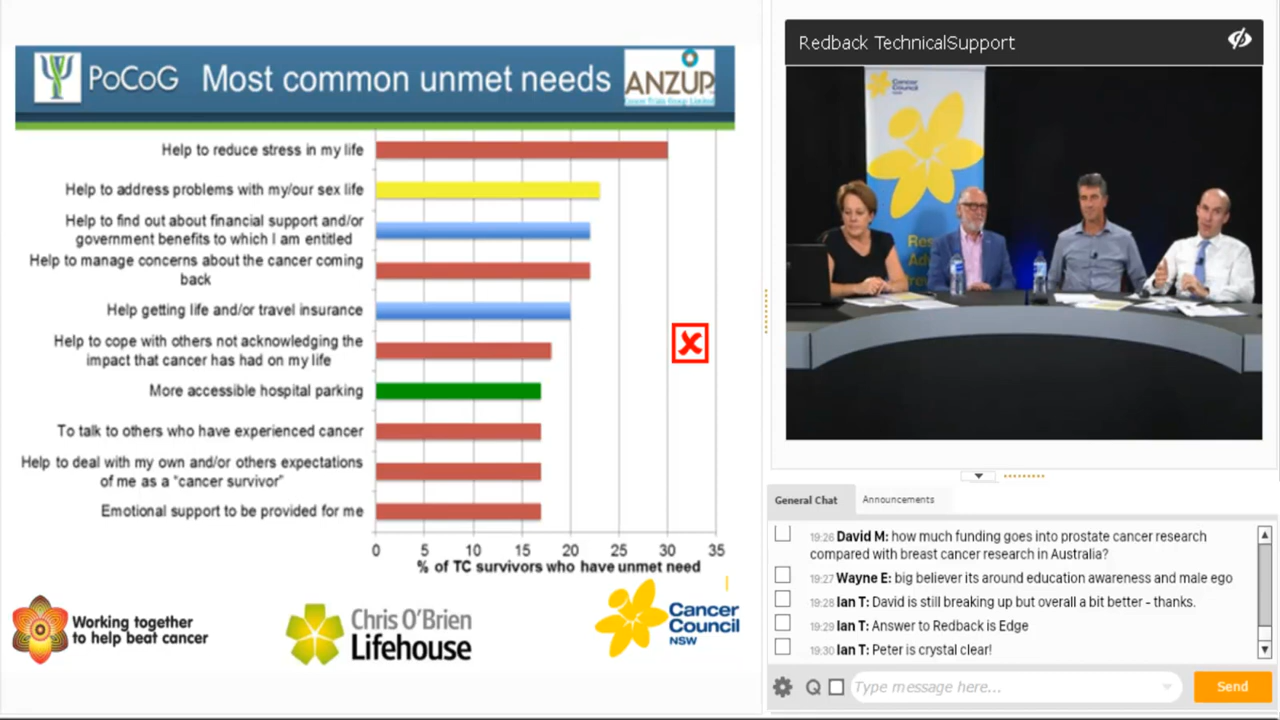 PoCoG Most common unmet needs ANZUP
Help to reduce stress in my life
Help to address problems with my/our sex life
Help to find out about financial support and/or
government benefits to which I am entitled
Help to manage concerns about the cancer coming
back
Help getting life and/or travel insurance
Help to cope with others not acknowledging the
impact that cancer has had on my life
More accessible hospital parking
To talk to others who have experienced cancer
Help to deal with my own and/or others expectations
of me as a "cancer survivor"
Emotional support to be provided for me
0 5 10 15 20 25 30 35
% of TC survivors who have unmet need
Working together
to help beat cancer
Chris O'Brien
Lifehouse
Cancer
Council
NSW
Redback TechnicalSupport
Cancer
Council
NSW
General Chat Announcements
19:26 David M: how much funding goes into prostate cancer research
compared with breast cancer research in Australia?
19:27 Wayne E: big believer its around education awareness and male ego
19:28 Ian T: David is still breaking up but overall a bit better - thanks.
19:29 Ian T: Answer to Redback is Edge
19:30 Ian T: Peter is crystal clear!
Q Type message here... Send